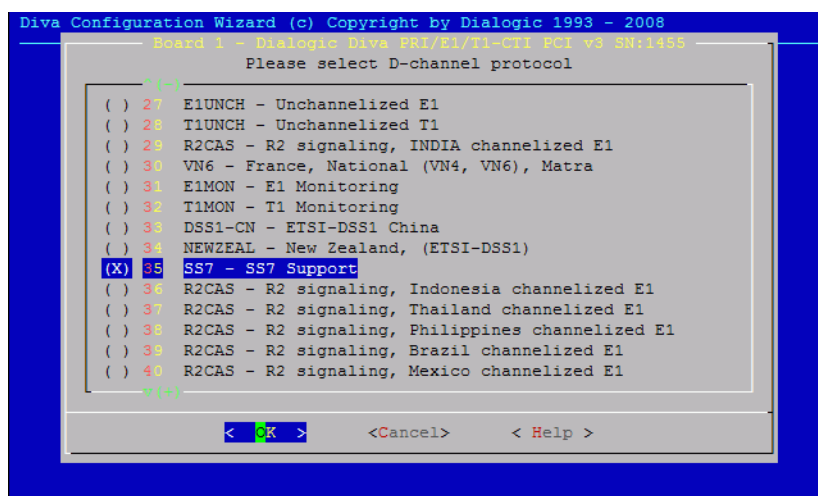 Diva Configuration Wizard (c) Copyright by Dialogic 1993 - 2008
Board 1 - Dialogic Diva PRI/E1/T1-CTI PCI v3 SN:1455
Please select D-channel protocol
^(-)
( ) 27 E1UNCH - Unchannelized E1
( ) 28 T1UNCH - Unchannelized T1
( ) 29 R2CAS - R2 signaling, INDIA channelized E1
( ) 30 VN6 - France, National (VN4, VN6), Matra
( ) 31 E1MON - E1 Monitoring
( ) 32 T1MON - T1 Monitoring
( ) 33 DSS1-CN - ETSI-DSS1 China
( ) 34 NEWZEAL - New Zealand, (ETSI-DSS1)
(X) 35 SS7 - SS7 Support
( ) 36 R2CAS - R2 signaling, Indonesia channelized E1
( ) 37 R2CAS - R2 signaling, Thailand channelized E1
( ) 38 R2CAS - R2 signaling, Philippines channelized E1
( ) 39 R2CAS - R2 signaling, Brazil channelized E1
( ) 40 R2CAS - R2 signaling, Mexico channelized E1
v(+)
< OK > <Cancel> < Help >